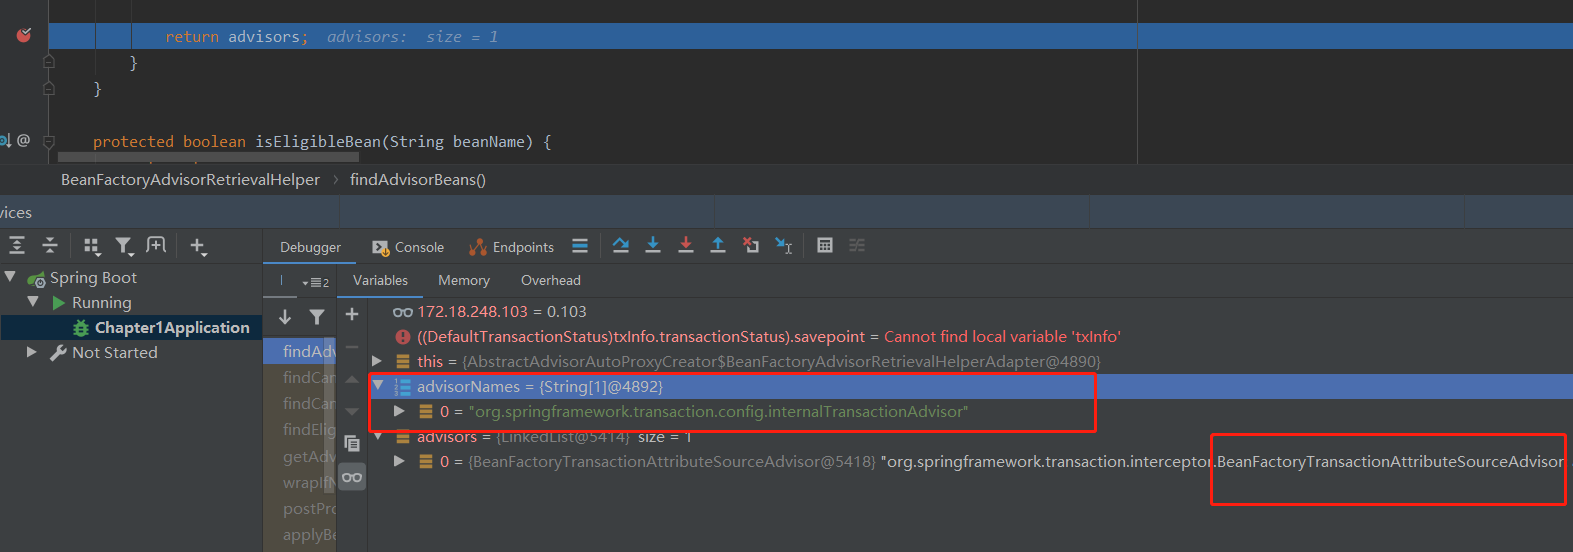 return advisors;  advisors:  size = 1
}
}
@ protected boolean isEligibleBean(String beanName) {
BeanFactoryAdvisorRetrievalHelper › findAdvisorBeans()
vices
Debugger Console Endpoints
Spring Boot
Running
Chapter1Application
Not Started
2 Variables Memory Overhead
findAdv
findCan
findCan
findElig
getAdv
wrapIfN
postPro
applyBe
172.18.248.103 = 0.103
((DefaultTransactionStatus)txInfo.transactionStatus).savepoint = Cannot find local variable 'txInfo'
this = {AbstractAdvisorAutoProxyCreator$BeanFactoryAdvisorRetrievalHelperAdapter@4890}
advisorNames = {String[1]@4892}
0 = "org.springframework.transaction.config.internalTransactionAdvisor"
advisors = {LinkedList@5414} size = 1
0 = {BeanFactoryTransactionAttributeSourceAdvisor@5418} "org.springframework.transaction.interceptor.BeanFactoryTransactionAttributeSourceAdvisor